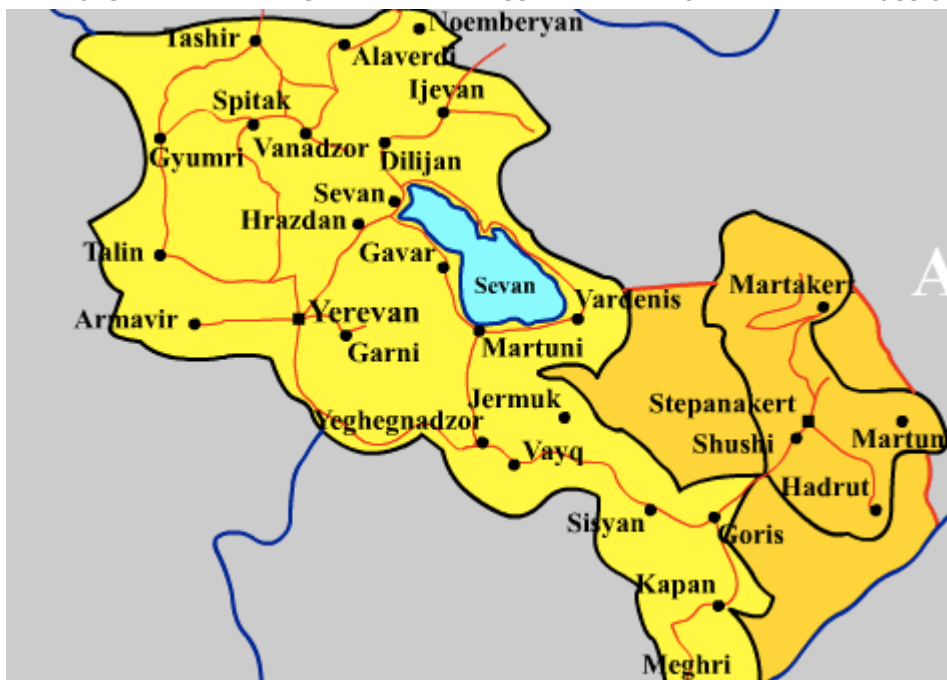 Noemberyan
Tashir
Alaverdi
Ijevan
Spitak
Gyumri
Vanadzor
Dilijan
Sevan
Hrazdan
Talin
Gavar
Sevan
Martakert
Vardenis
Armavir
Yerevan
Garni
Martuni
Jermuk
Stepanakert
Yeghegnadzor
Shushi
Martun
Vayq
Hadrut
Sisyan
Goris
Kapan
Meghri
A